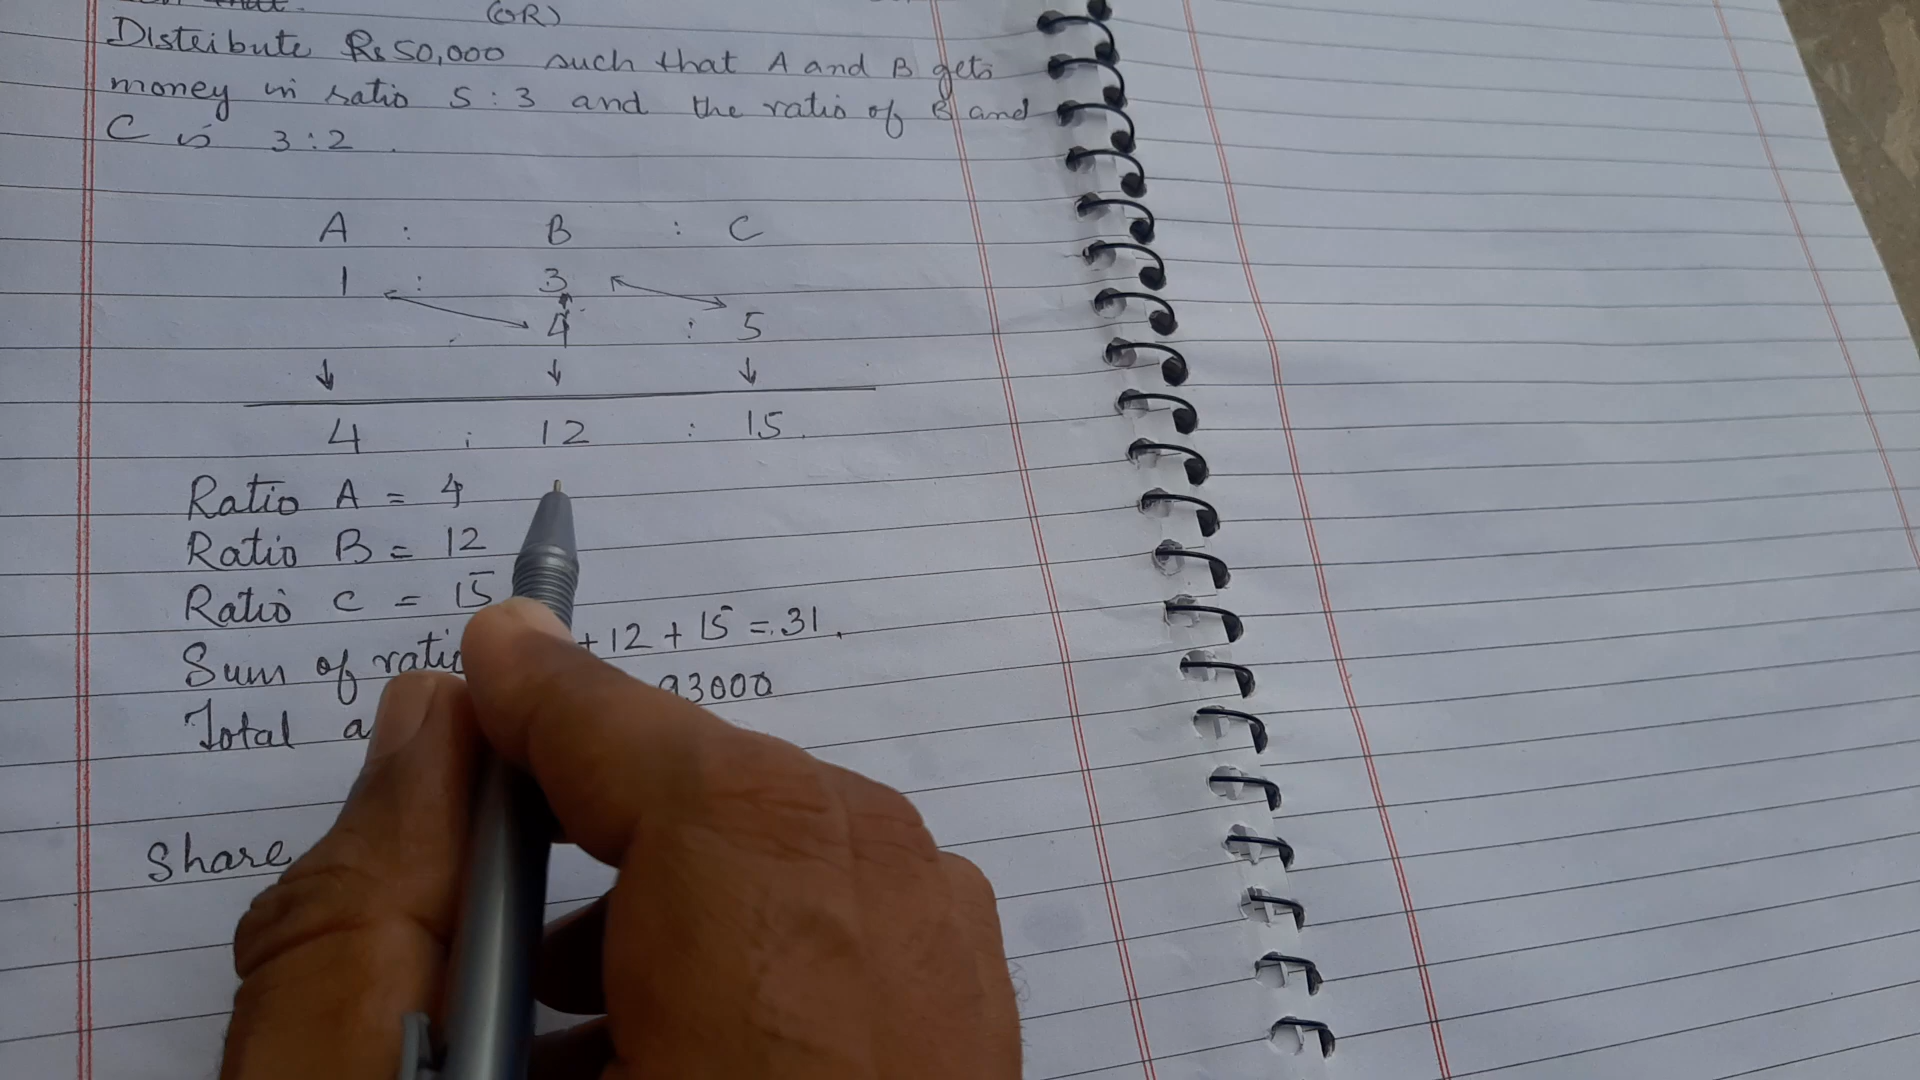 (OR)
Distribute Rs 50,000 such that A and B gets
money in ratio 5 : 3 and the ratio of B and
C is 3 : 2 .
A : B : C
1 : 3
4 : 5
4 : 12 : 15.
Ratio A = 4
Ratio B = 12
Ratio C = 15
Sum of + 12 + 15 = 31.
Total 93000
Share